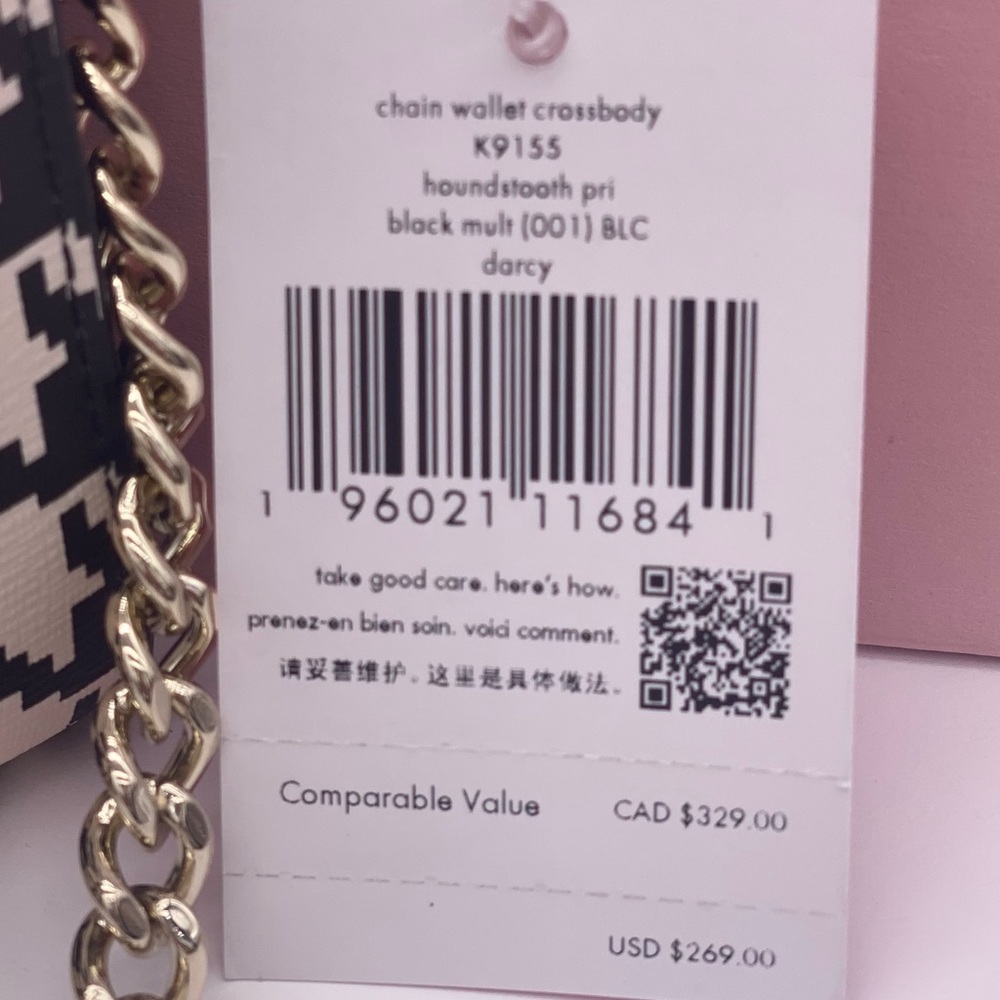 chain wallet crossbody
K9155
houndstooth pri
black mult (001) BLC
darcy
1 96021 11684 1
take good care. here's how.
prenez-en bien soin. voici comment.
请妥善维护。这里是具体做法。
Comparable Value CAD $329.00
USD $269.00